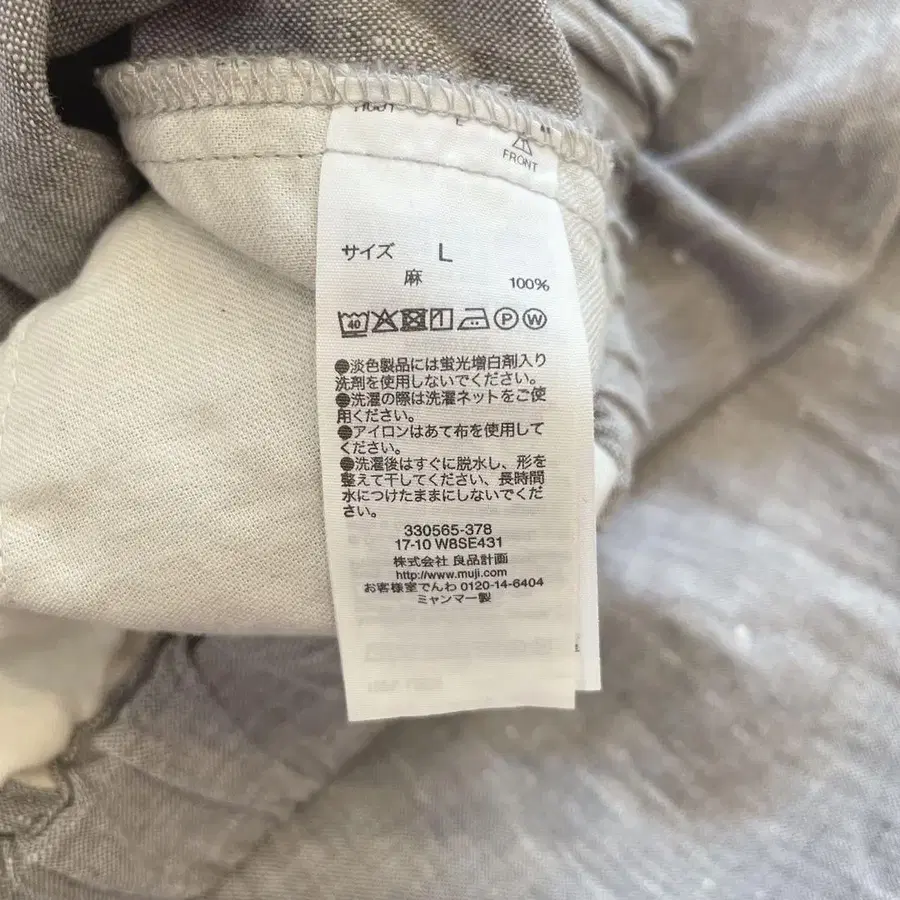 FRONT
サイズ L
麻 100%
40 P W
●淡色製品には蛍光増白剤入り
洗剤を使用しないでください。
●洗濯の際は洗濯ネットをご使
用ください。
●アイロンはあて布を使用して
ください。
●洗濯後はすぐに脱水し、形を
整えて干してください、長時間
水につけたままにしないでくだ
さい。
330565-378
17-10 W8SE431
株式会社 良品計画
http://www.muji.com
お客様室でんわ 0120-14-6404
ミャンマー製